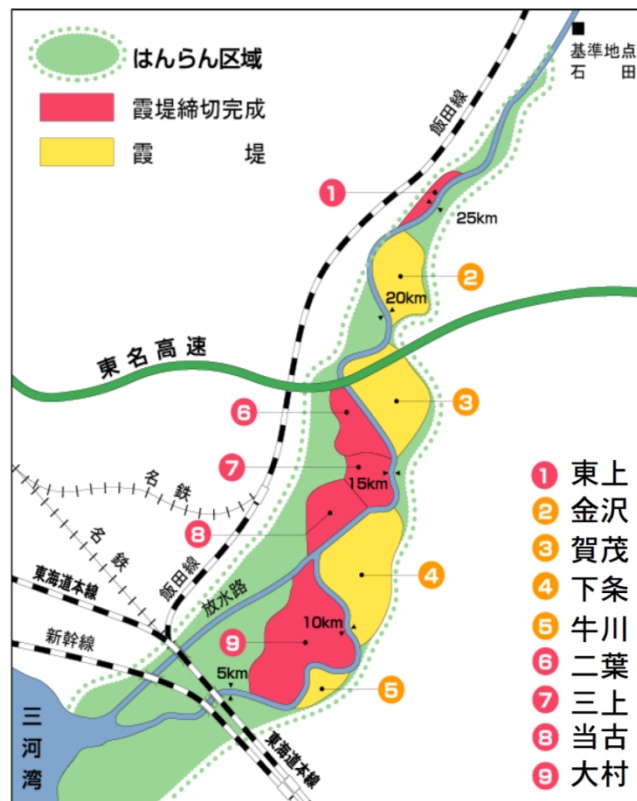 はんらん区域
霞堤締切完成
霞 堤
基準地点
石 田
飯田線
1
25km
2
20km
東名高速
3
6
7
15km
8
名鉄
名鉄
飯田線
放水路
東海道本線
新幹線
4
10km
9
5km
5
三河湾
東海道本線
1 東上
2 金沢
3 賀茂
4 下条
5 牛川
6 二葉
7 三上
8 当古
9 大村